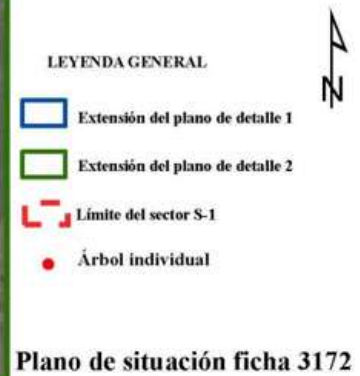 N
LEYENDA GENERAL
Extensión del plano de detalle 1
Extensión del plano de detalle 2
Límite del sector S-1
Árbol individual
Plano de situación ficha 3172